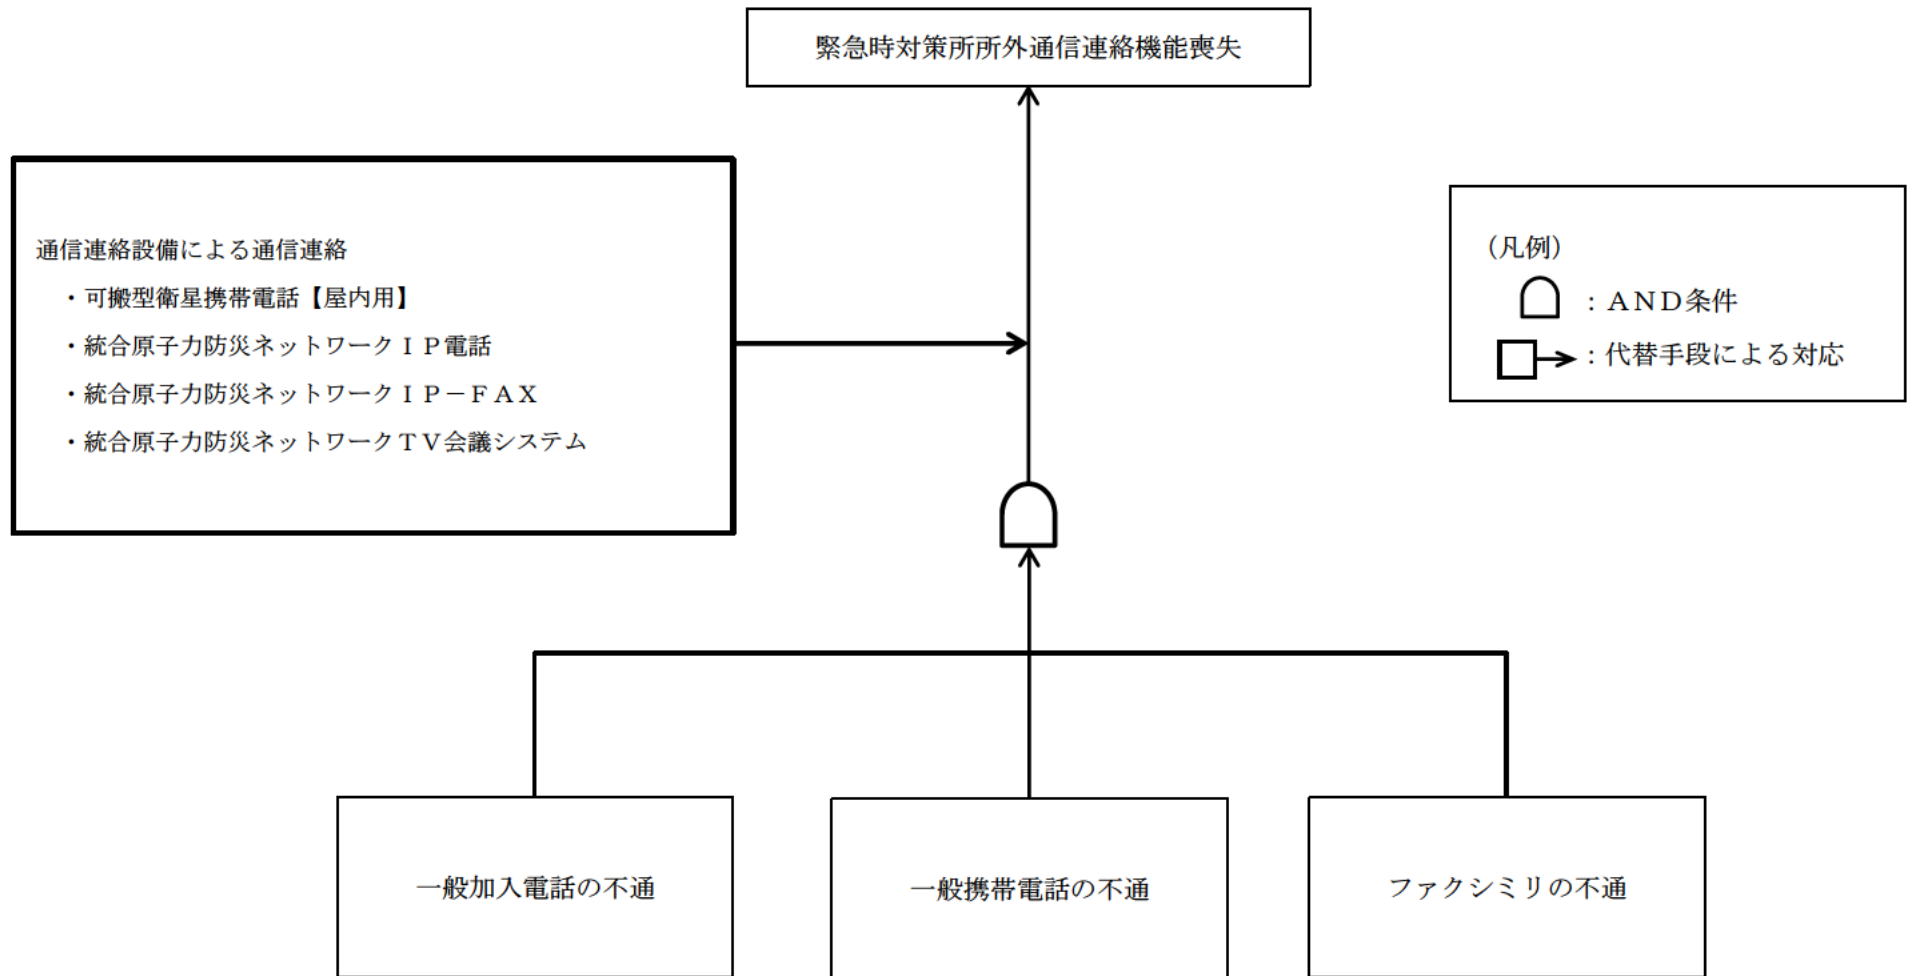 緊急時対策所所外通信連絡機能喪失
通信連絡設備による通信連絡
・可搬型衛星携帯電話【屋内用】
・統合原子力防災ネットワークＩＰ電話
・統合原子力防災ネットワークＩＰ－ＦＡＸ
・統合原子力防災ネットワークＴＶ会議システム
（凡例）
：ＡＮＤ条件
：代替手段による対応
一般加入電話の不通
一般携帯電話の不通
ファクシミリの不通